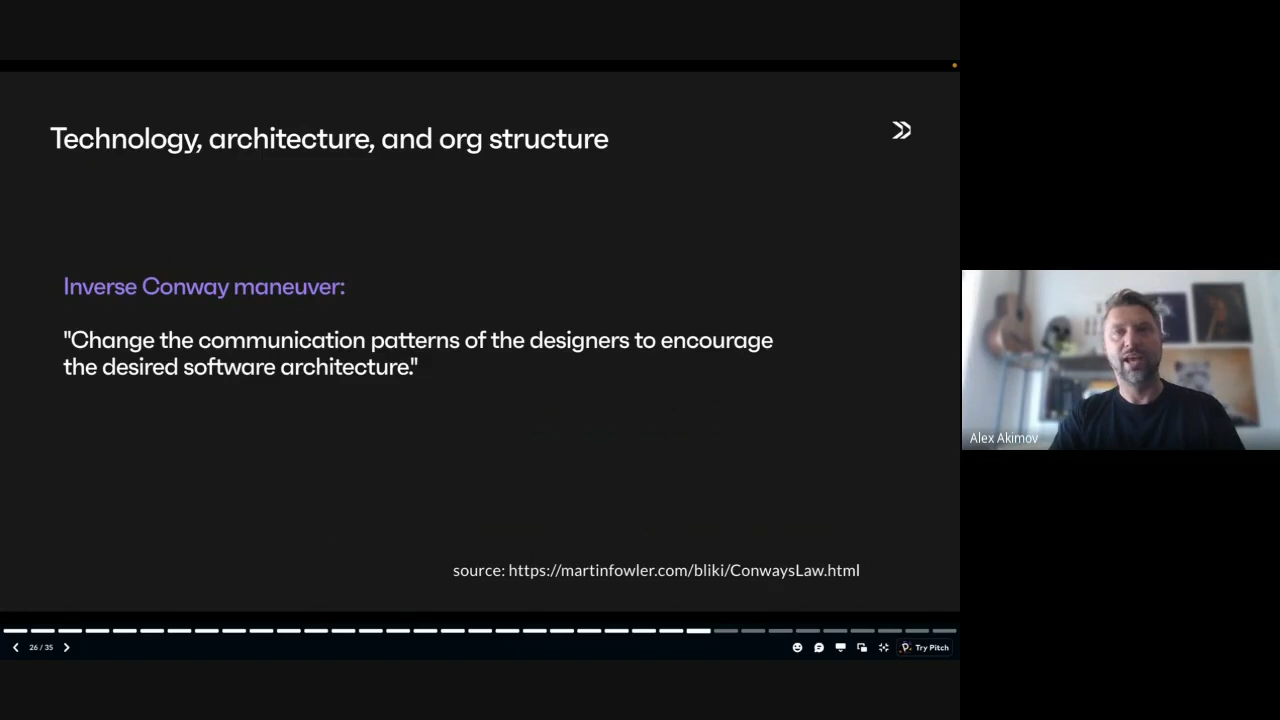 Technology, architecture, and org structure
Inverse Conway maneuver:
"Change the communication patterns of the designers to encourage
the desired software architecture."
source: https://martinfowler.com/bliki/ConwaysLaw.html
Alex Akimov
26 / 35
Try Pitch